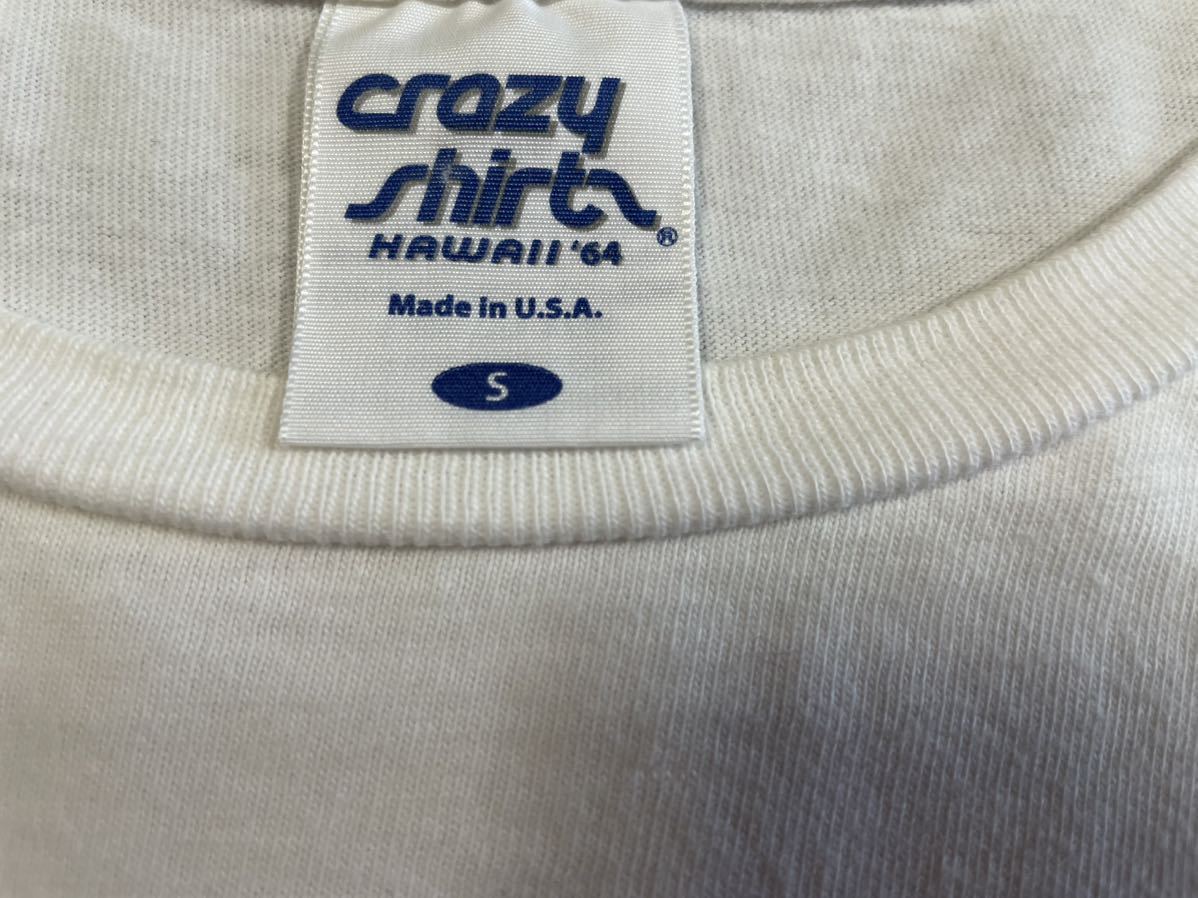 crazy
shirts®
HAWAII '64
Made in U.S.A.
S